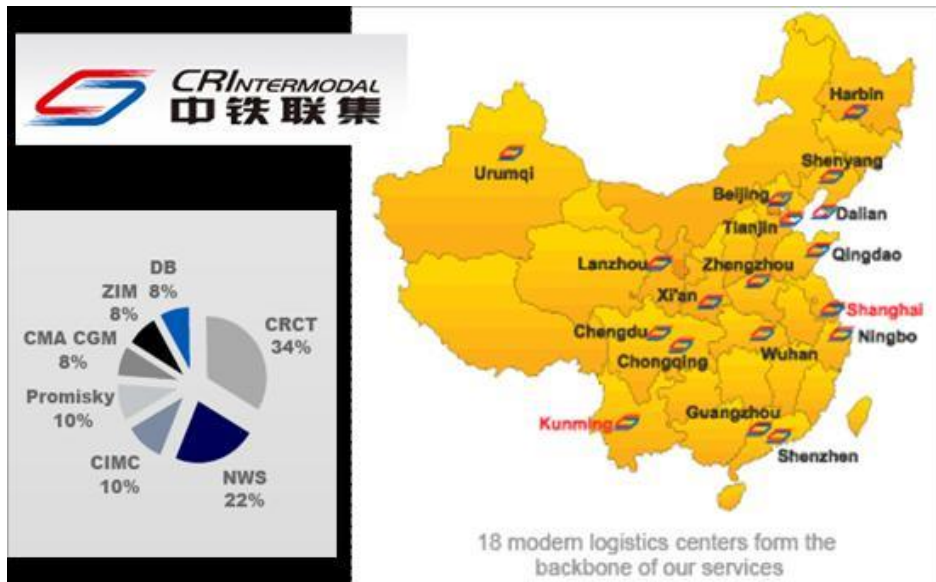 CRINTERMODAL
中铁联集
DB
8%
ZIM
8%
CMA CGM
8%
Promisky
10%
CIMC
10%
NWS
22%
CRCT
34%
Harbin
Urumqi
Shenyang
Beijing
Dalian
Tianjin
Qingdao
Lanzhou
Zhengzhou
Xi'an
Shanghai
Chengdu
Ningbo
Chongqing
Wuhan
Kunming
Guangzhou
Shenzhen
18 modern logistics centers form the
backbone of our services